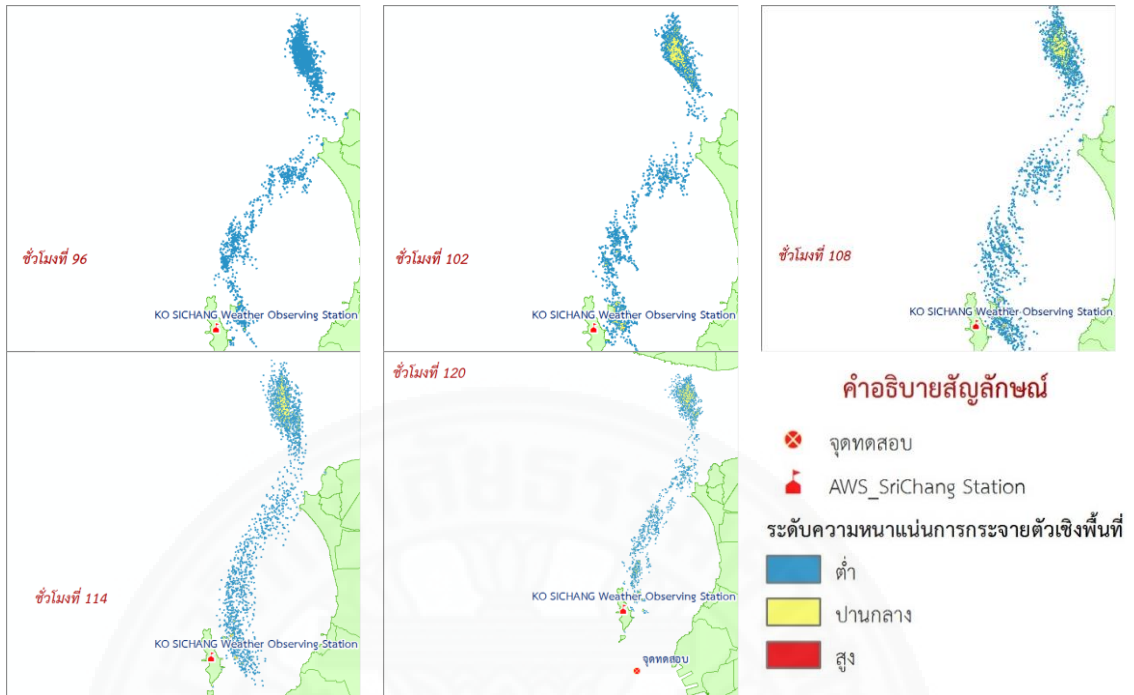 ชั่วโมงที่ 96
KO SICHANG Weather Observing Station
ชั่วโมงที่ 102
KO SICHANG Weather Observing Station
ชั่วโมงที่ 108
KO SICHANG Weather Observing Station
ชั่วโมงที่ 114
KO SICHANG Weather Observing Station
ชั่วโมงที่ 120
KO SICHANG Weather Observing Station
จุดทดสอบ
คำอธิบายสัญลักษณ์
จุดทดสอบ
AWS_SriChang Station
ระดับความหนาแน่นการกระจายตัวเชิงพื้นที่
ต่ำ
ปานกลาง
สูง